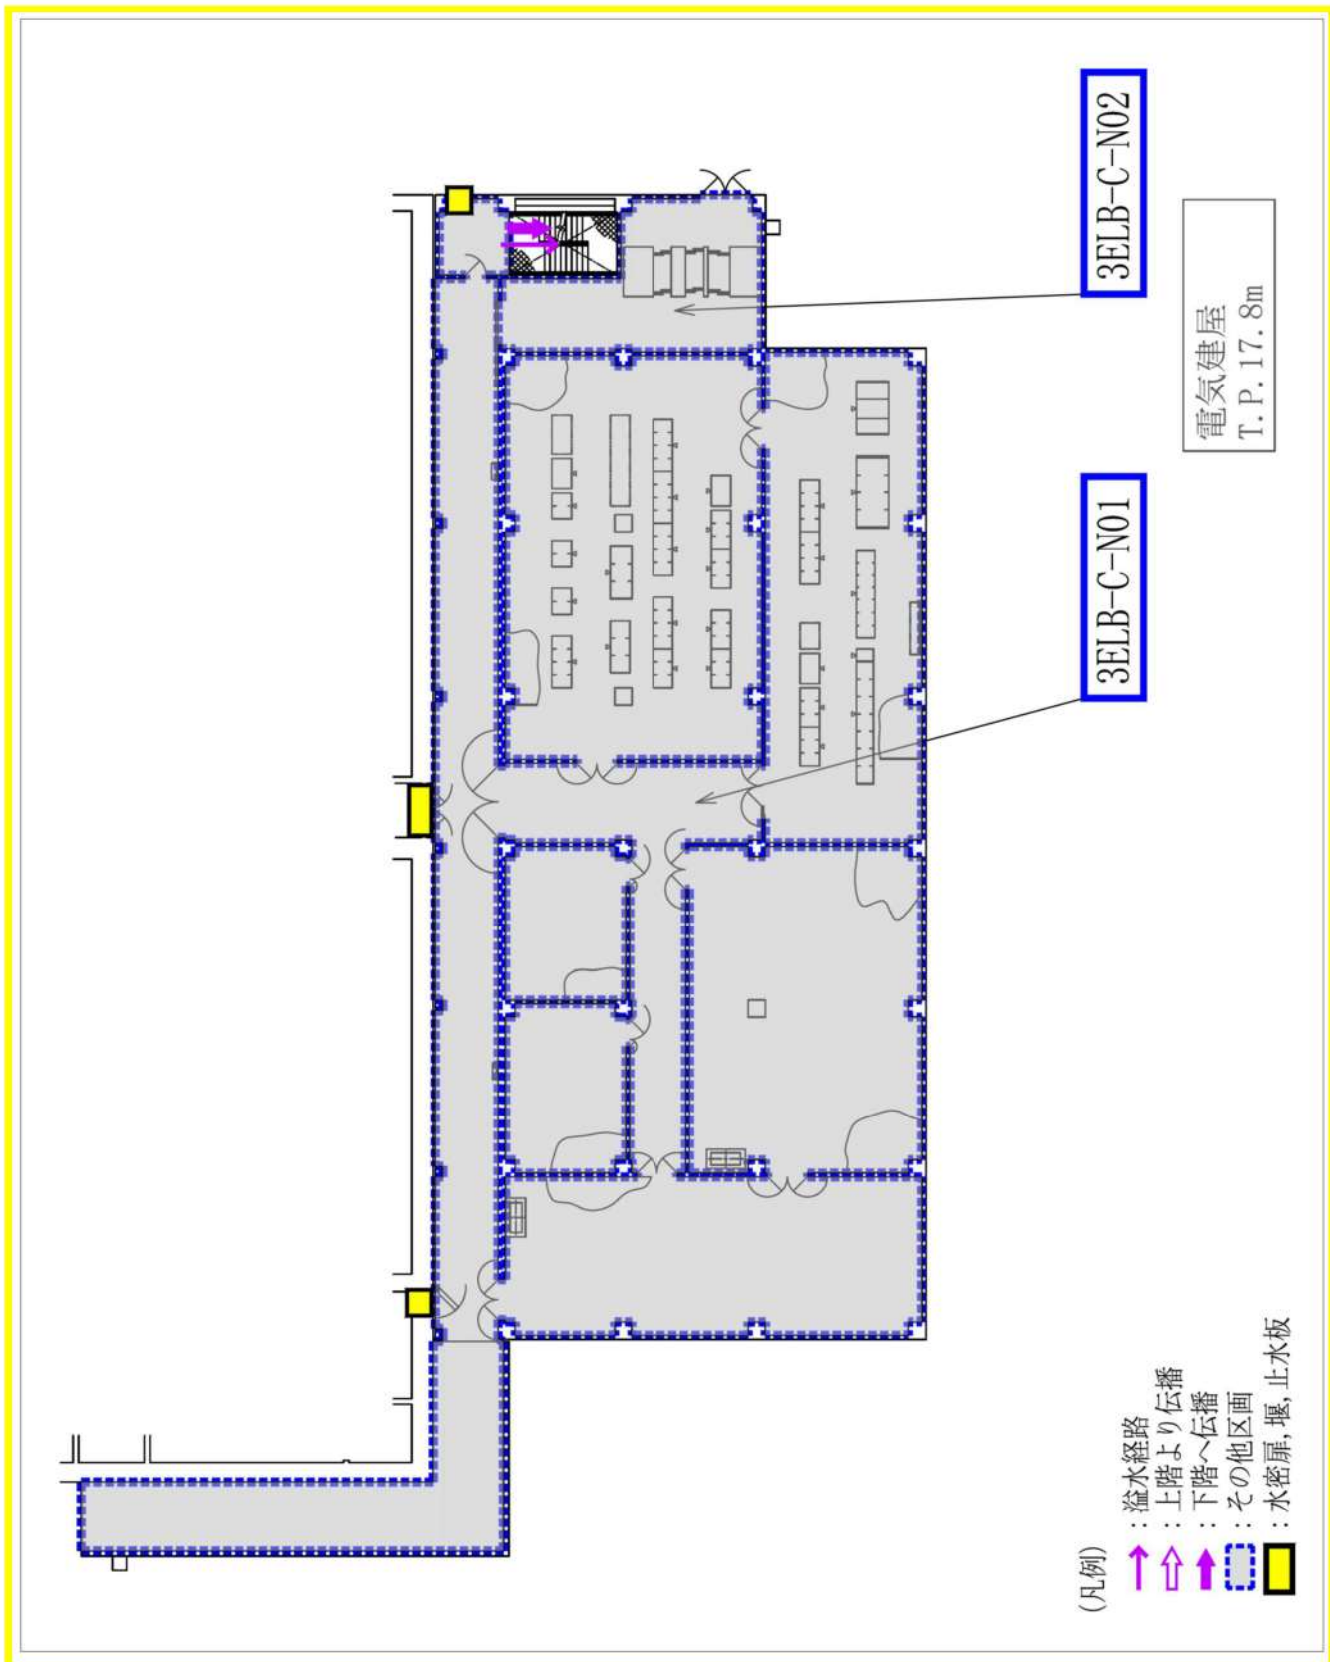 3ELB-C-N02
3ELB-C-N01
電気建屋
T.P.17.8m
(凡例)
：溢水経路
：上階より伝播
：下階へ伝播
：その他区画
：水密扉,堰,止水板